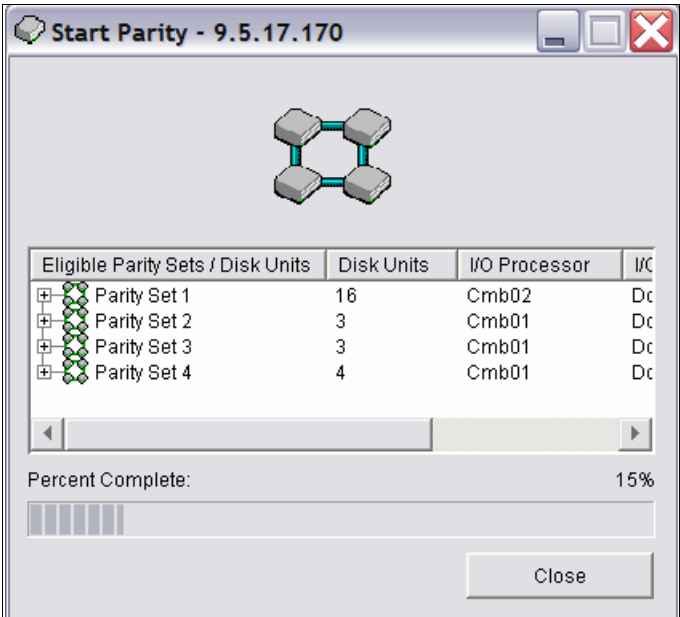 Start Parity - 9.5.17.170
Eligible Parity Sets / Disk Units Disk Units I/O Processor
Parity Set 1 16 Cmb02
Parity Set 2 3 Cmb01
Parity Set 3 3 Cmb01
Parity Set 4 4 Cmb01
Percent Complete: 15%
Close